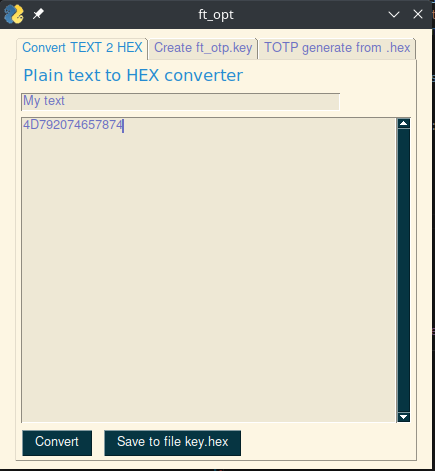 ft_opt
Convert TEXT 2 HEX Create ft_otp.key TOTP generate from .hex
Plain text to HEX converter
My text
4D792074657874
Convert Save to file key.hex